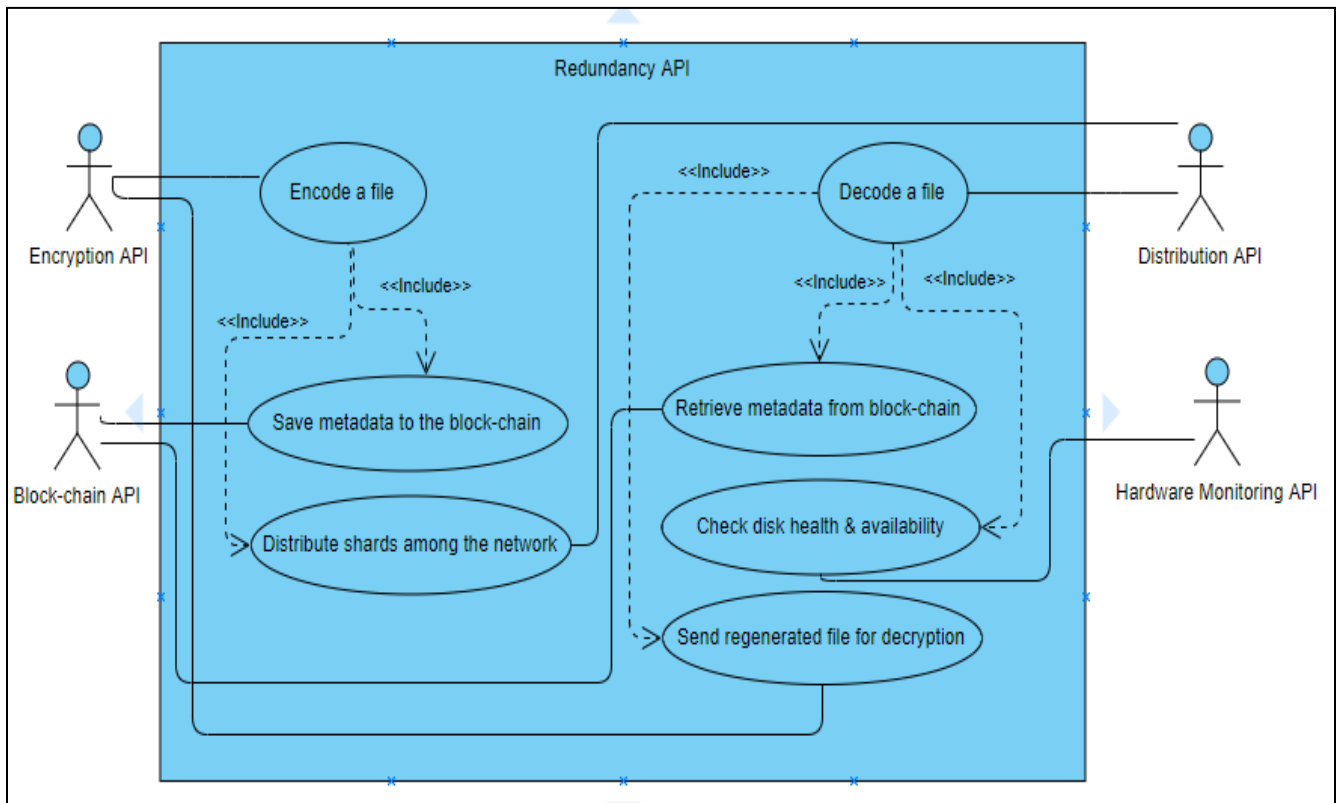 Redundancy API
Encode a file
<<Include>>
Decode a file
Encryption API
Distribution API
<<Include>>
<<Include>>
<<Include>>
<<Include>>
Save metadata to the block-chain
Retrieve metadata from block-chain
Block-chain API
Hardware Monitoring API
Check disk health & availability
Distribute shards among the network
Send regenerated file for decryption